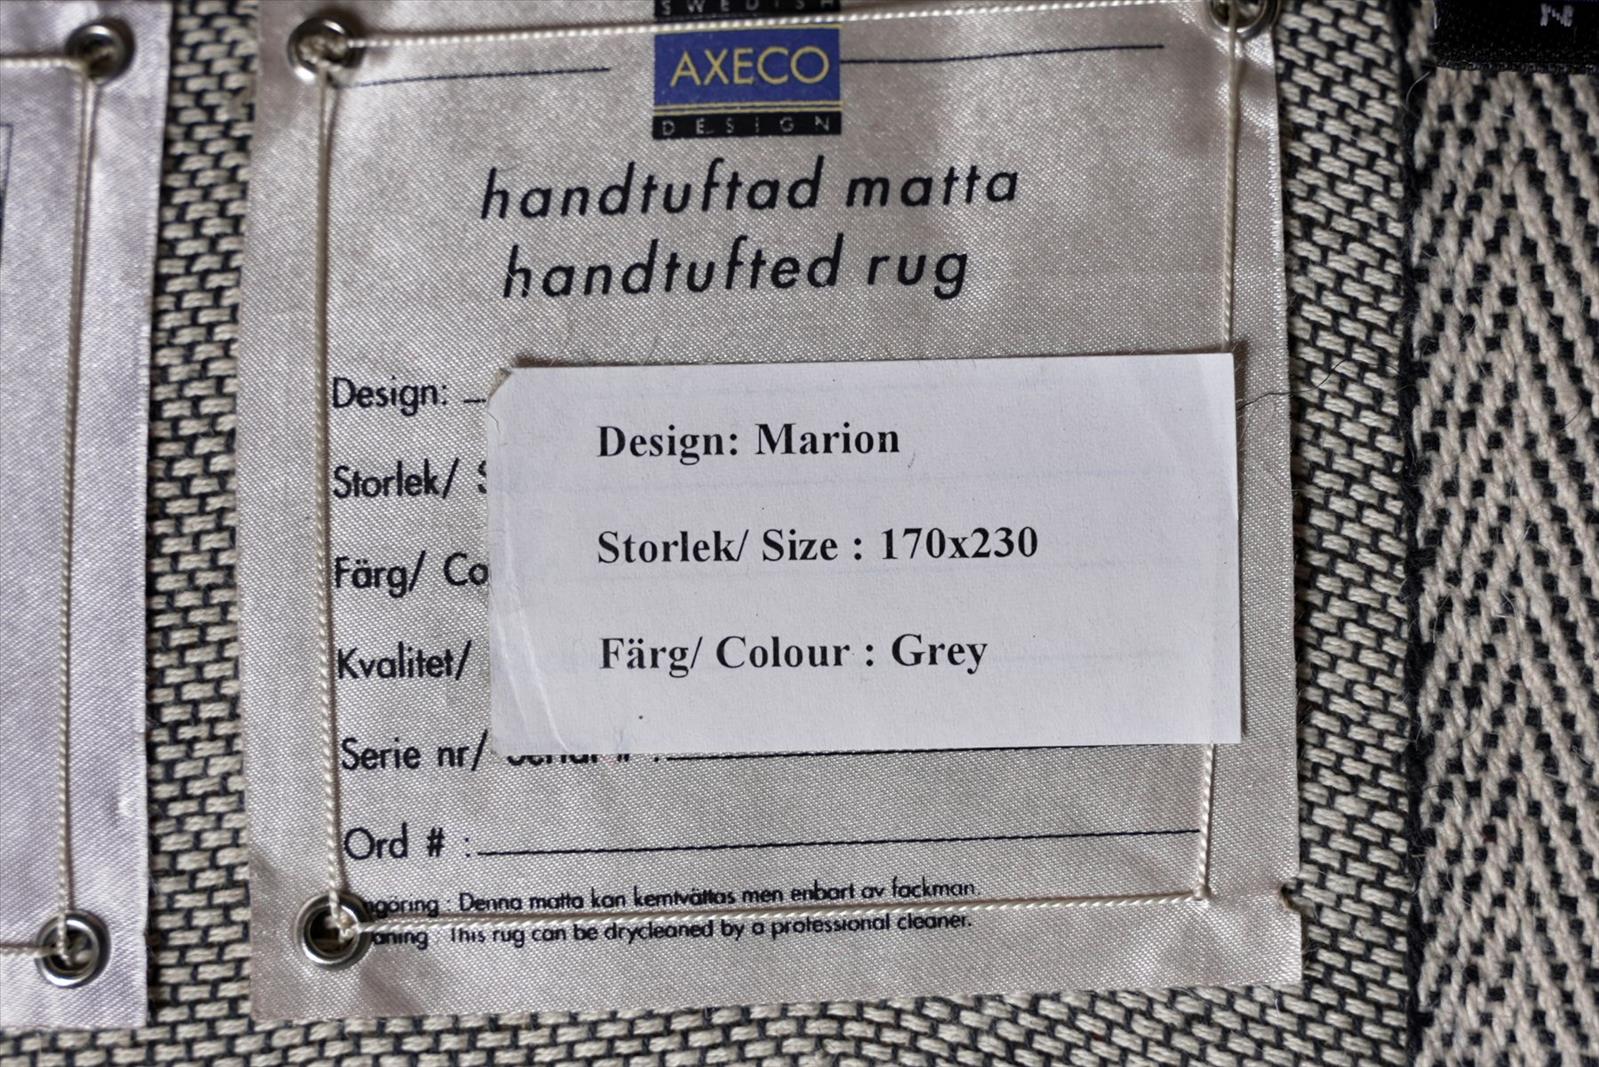 SWEDISH
AXECO
DESIGN
handtuftad matta
handtufted rug
Design:
Storlek/
Färg/ Co
Kvalitet/
Serie nr/
Ord # :
Design: Marion
Storlek/ Size : 170x230
Färg/ Colour : Grey
göring : Denna matta kan kemtvättas men enbart av fackman.
aning : This rug can be drycleaned by a professional cleaner.